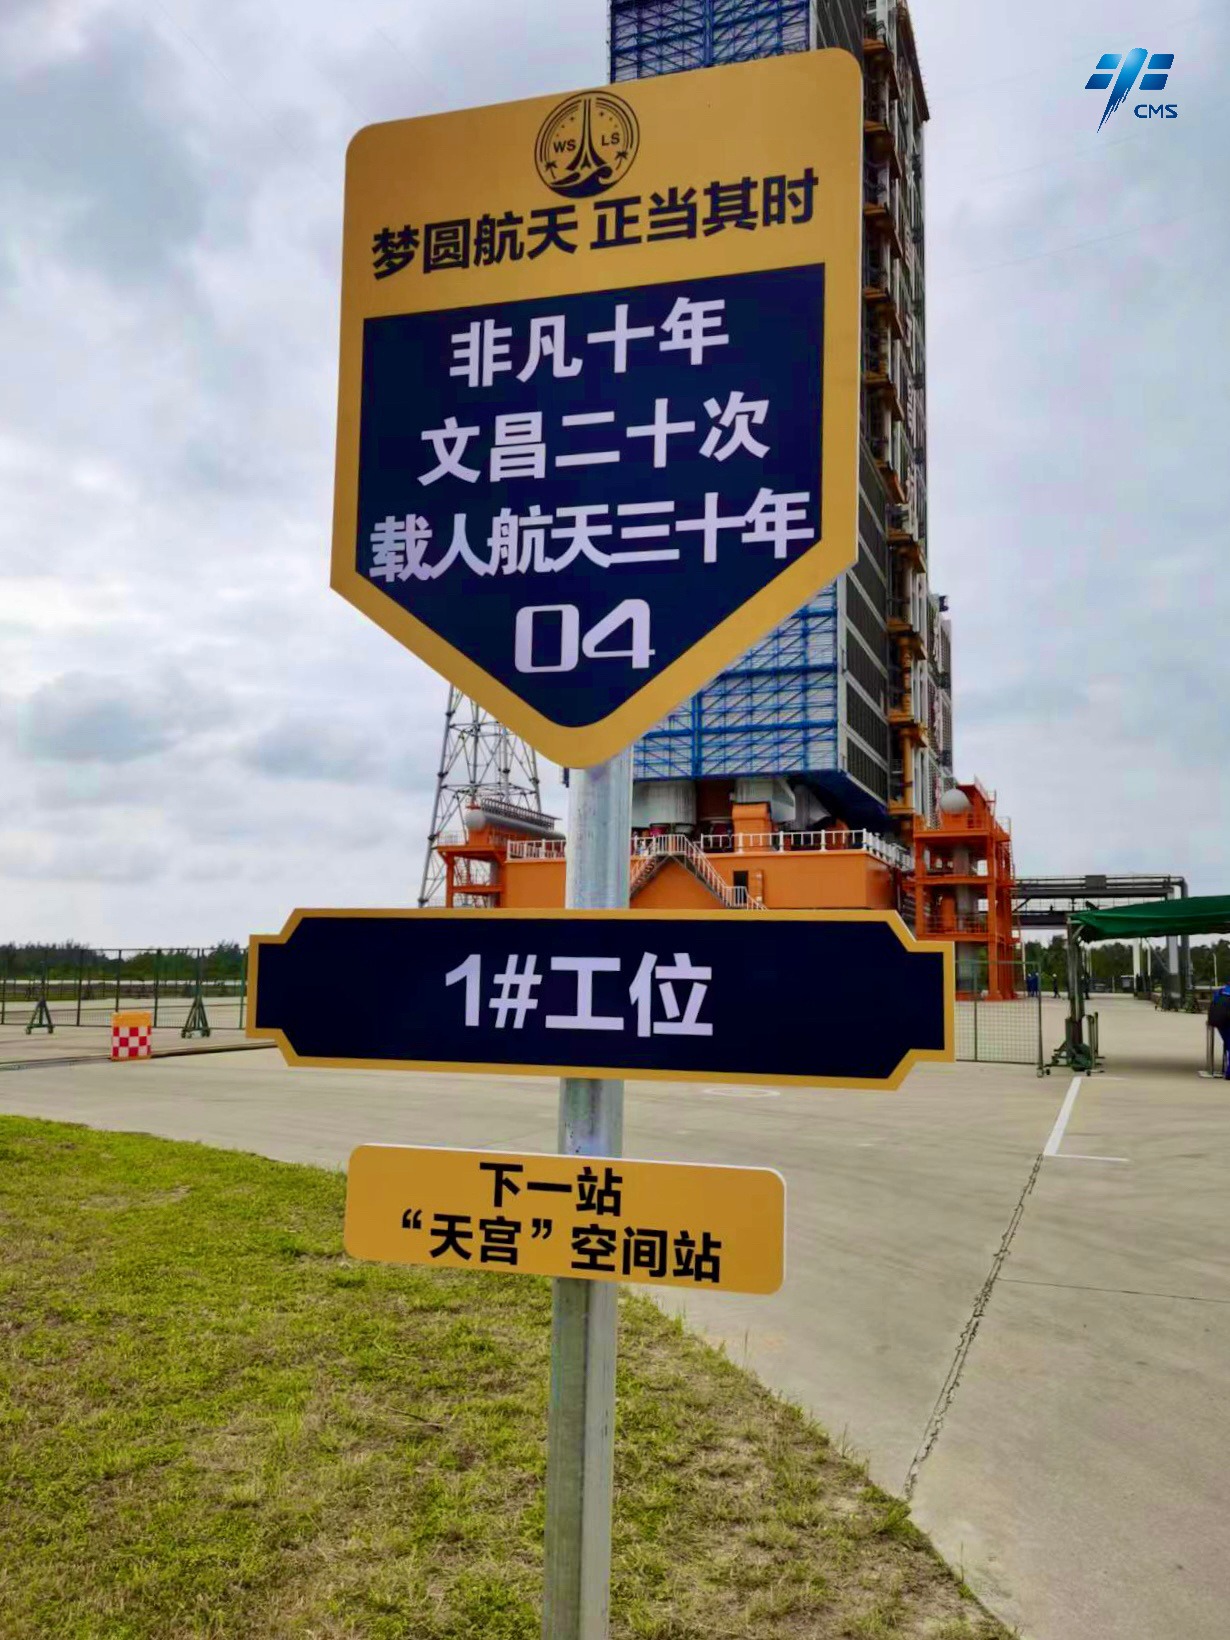 CMS
WS LS
梦圆航天 正当其时
非凡十年
文昌二十次
载人航天三十年
04
1#工位
下一站
“天宫”空间站